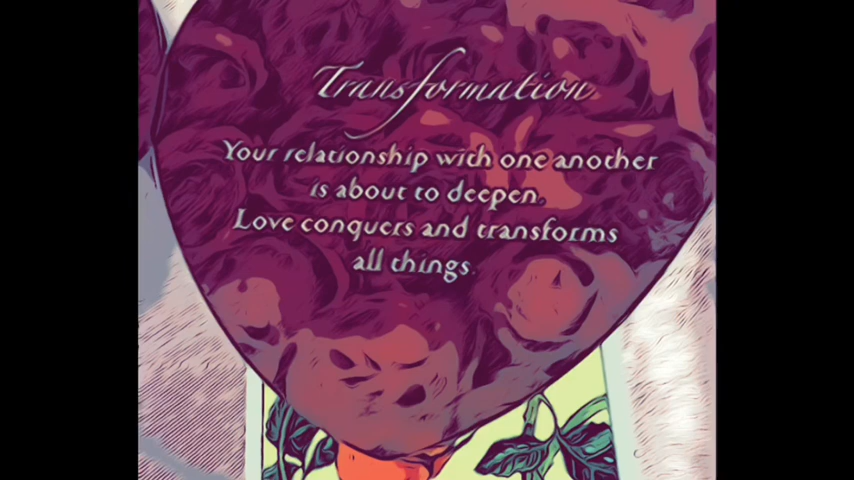 Transformation
Your relationship with one another
is about to deepen.
Love conquers and transforms
all things.